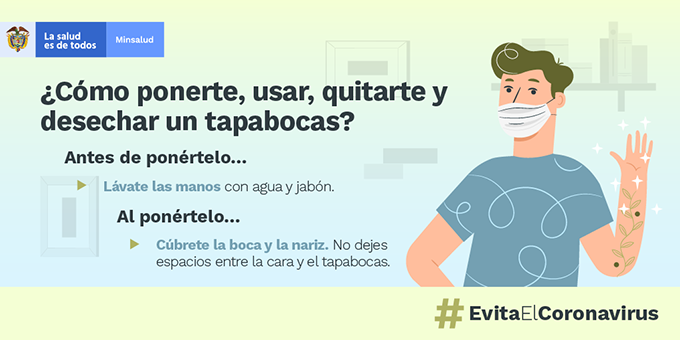 La salud
es de todos
Minsalud
¿Cómo ponerte, usar, quitarte y
desechar un tapabocas?
Antes de ponértelo...
Lávate las manos con agua y jabón.
Al ponértelo...
Cúbrete la boca y la nariz. No dejes
espacios entre la cara y el tapabocas.
#EvitaElCoronavirus